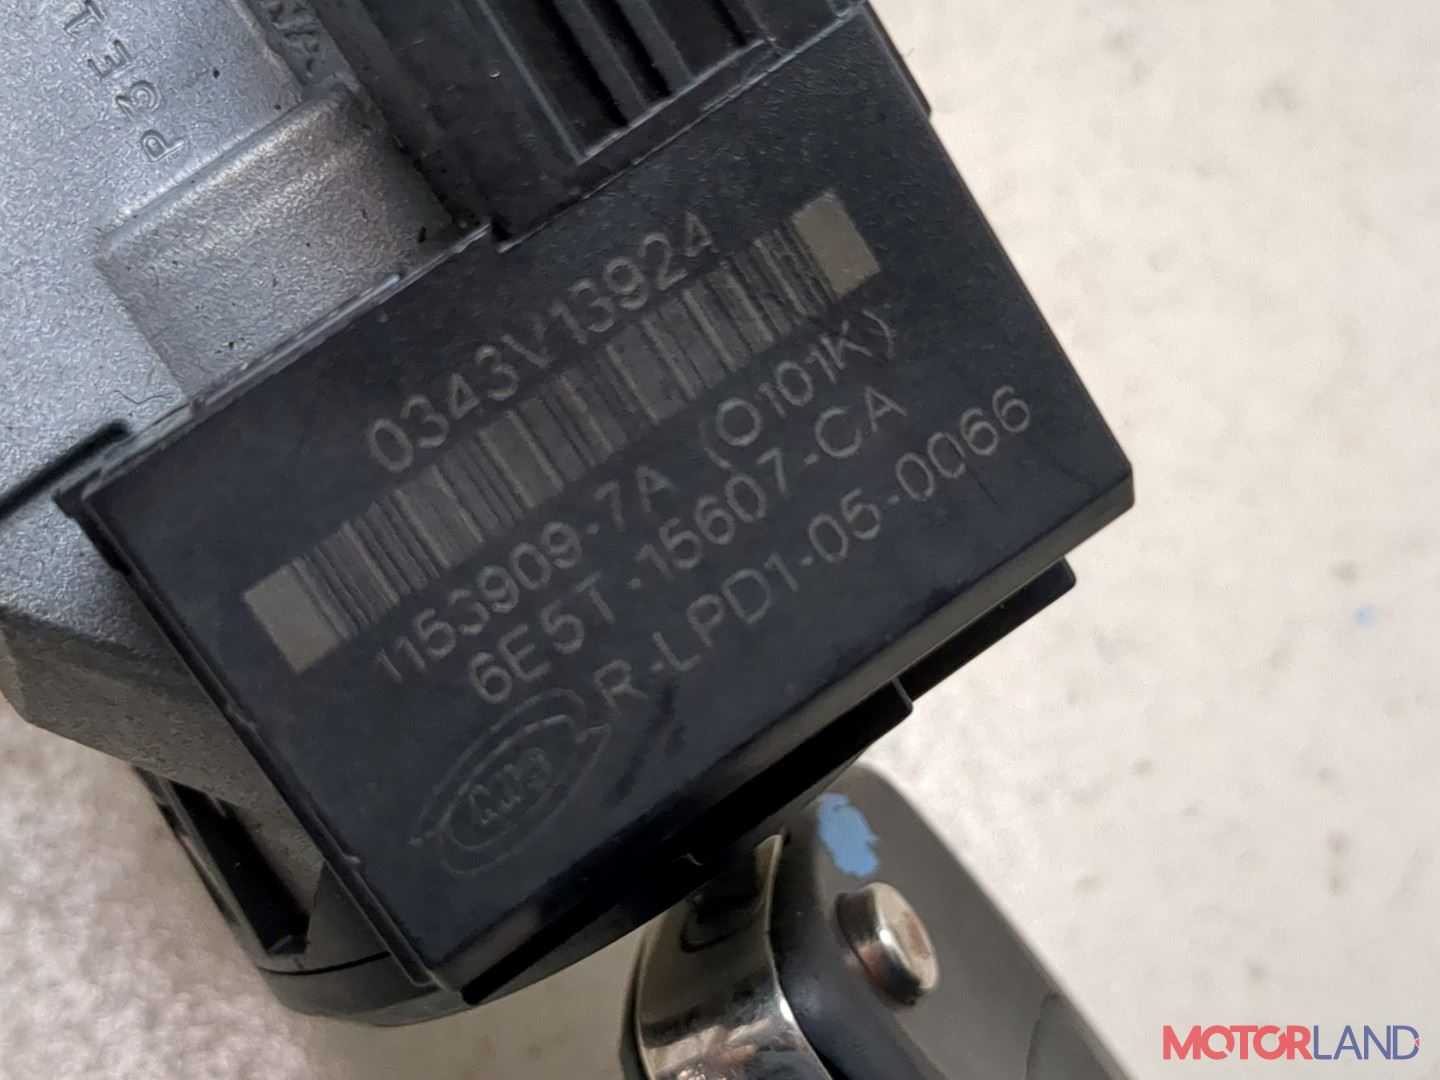 0343V13924
1153909-7A (O101K)
6E5T-15607-CA
R-LPD1-05-0066
MOTORLAND